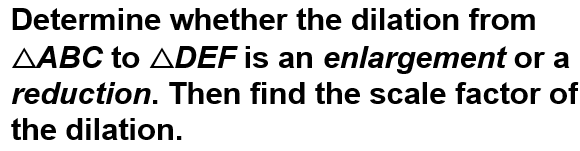 Determine whether the dilation from
△ABC to △DEF is an enlargement or a
reduction. Then find the scale factor of
the dilation.